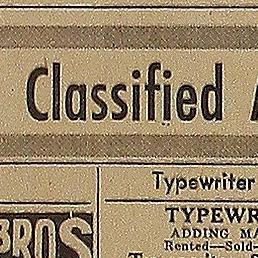 Classified A
Typewriter
BROS
TYPEWR
ADDING MA
Rented—Sold—